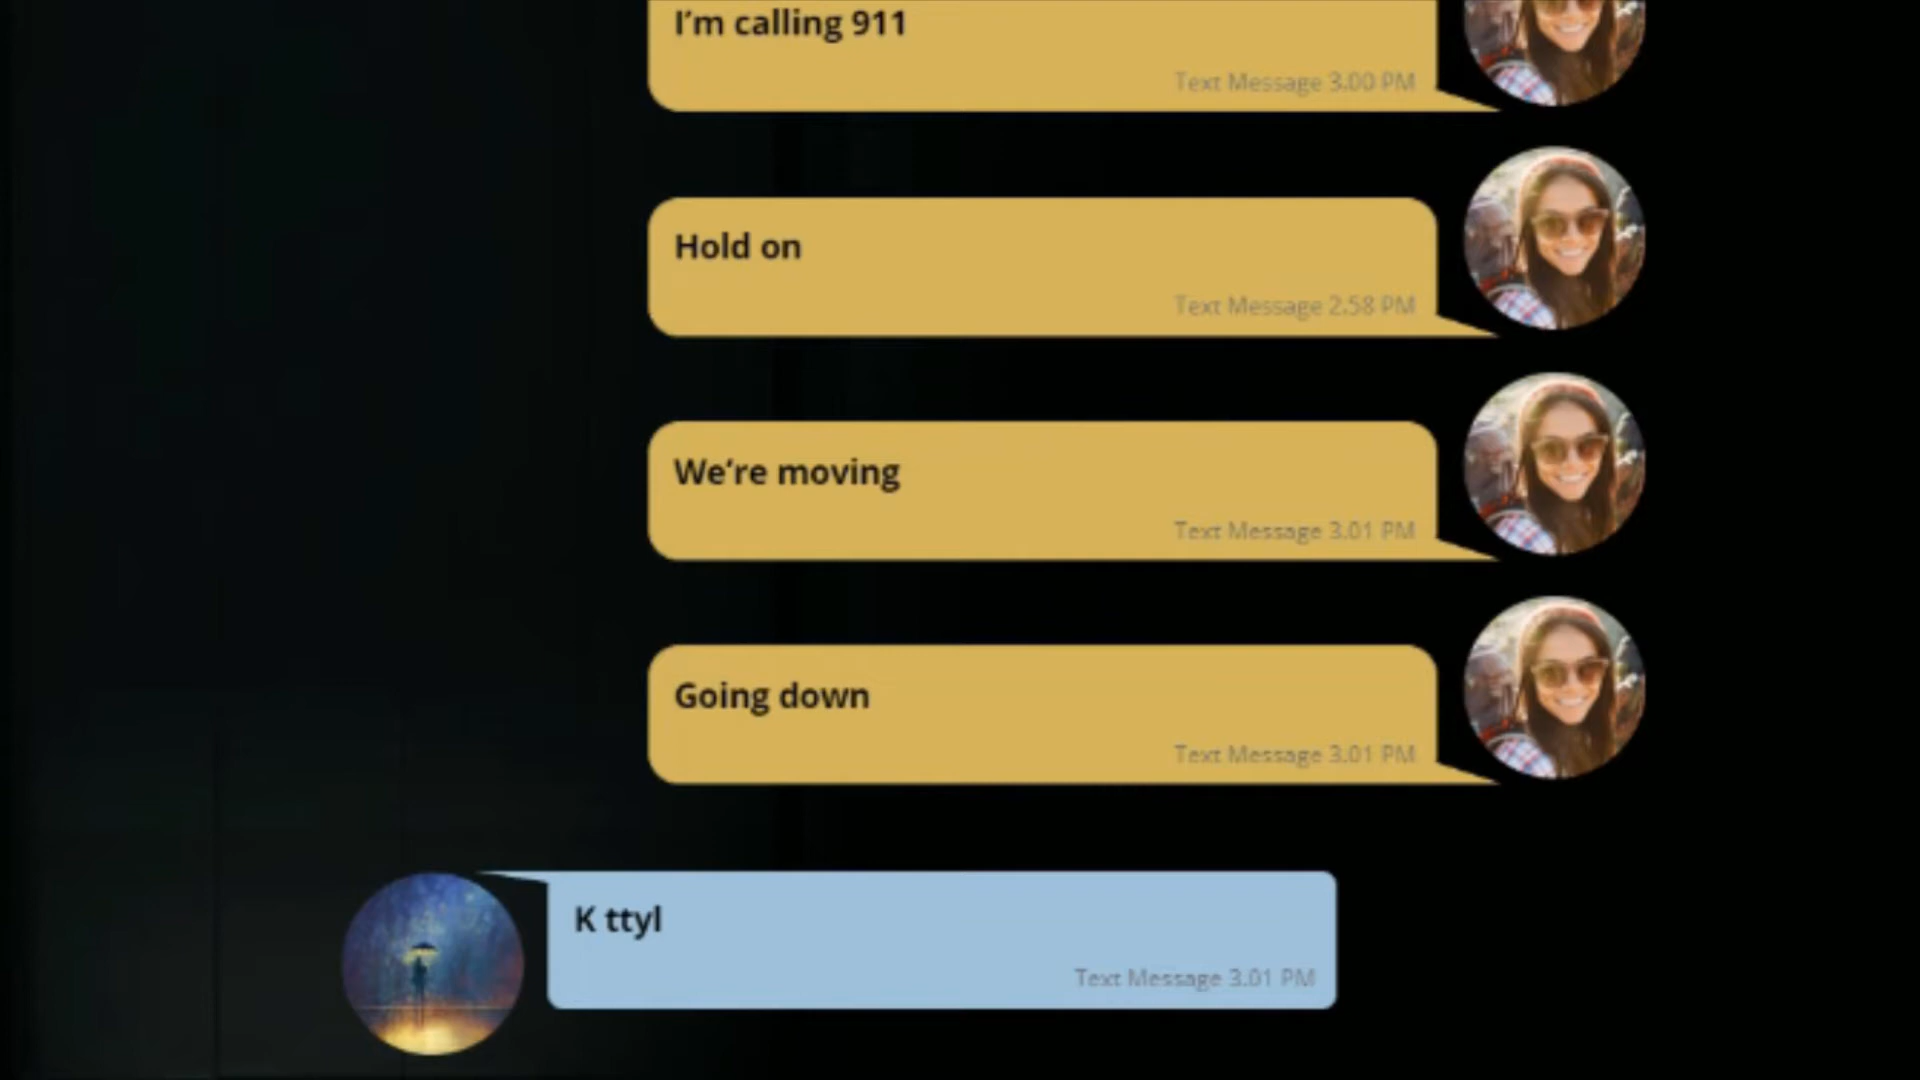 I'm calling 911
Text Message 3.00 PM
Hold on
Text Message 2.58 PM
We're moving
Text Message 3.01 PM
Going down
Text Message 3.01 PM
K ttyl
Text Message 3.01 PM